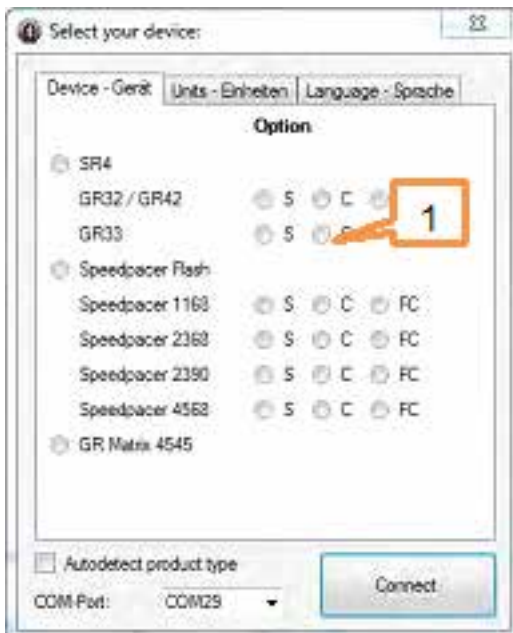 Select your device:
Device - Gerät Units - Einheiten Language - Sprache
Option
SR4
GR32 / GR42 S C
GR33 S
1
Speedpacer Flash
Speedpacer 1168 S C FC
Speedpacer 2368 S C FC
Speedpacer 2390 S C FC
Speedpacer 4568 S C FC
GR Matrix 4545
Autodetect product type
COM-Port: COM29 Connect